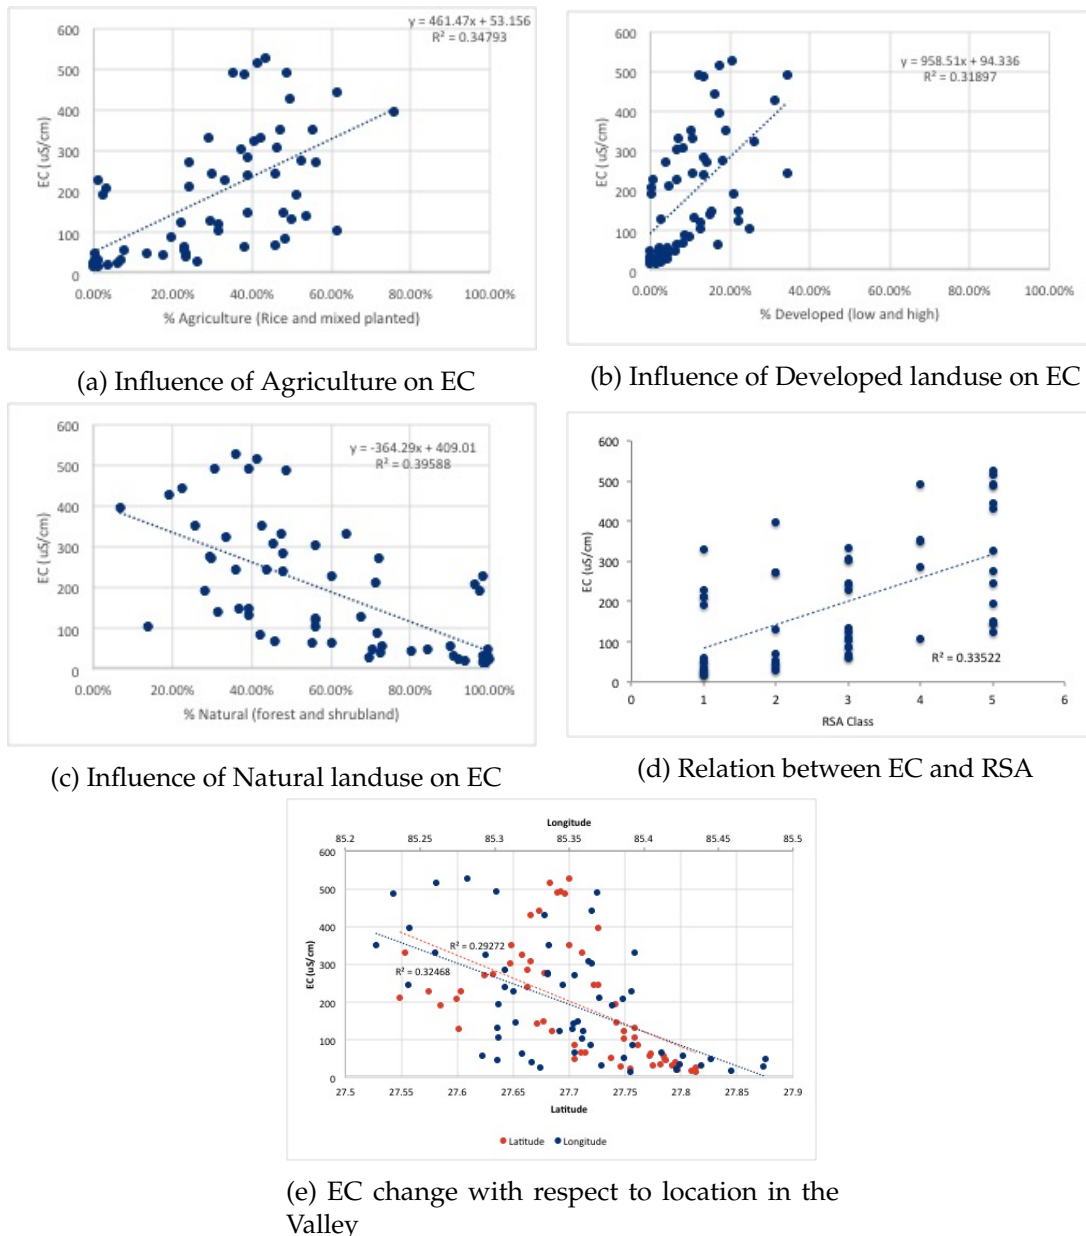 y = 461.47x + 53.156
R² = 0.34793
600
500
400
300
200
100
0
EC (uS/cm)
0.00% 20.00% 40.00% 60.00% 80.00% 100.00%
% Agriculture (Rice and mixed planted)
(a) Influence of Agriculture on EC
y = 958.51x + 94.336
R² = 0.31897
600
500
400
300
200
100
0
EC (uS/cm)
0.00% 20.00% 40.00% 60.00% 80.00% 100.00%
% Developed (low and high)
(b) Influence of Developed landuse on EC
y = -364.29x + 409.01
R² = 0.39588
600
500
400
300
200
100
0
EC (uS/cm)
0.00% 20.00% 40.00% 60.00% 80.00% 100.00%
% Natural (forest and shrubland)
(c) Influence of Natural landuse on EC
600
500
400
300
200
100
0
EC (uS/cm)
R² = 0.33522
0 1 2 3 4 5 6
RSA Class
(d) Relation between EC and RSA
Longitude
85.2 85.25 85.3 85.35 85.4 85.45 85.5
600
500
400
300
200
100
0
EC (uS/cm)
R² = 0.29272
R² = 0.32468
27.5 27.55 27.6 27.65 27.7 27.75 27.8 27.85 27.9
Latitude
Latitude Longitude
(e) EC change with respect to location in the
Valley